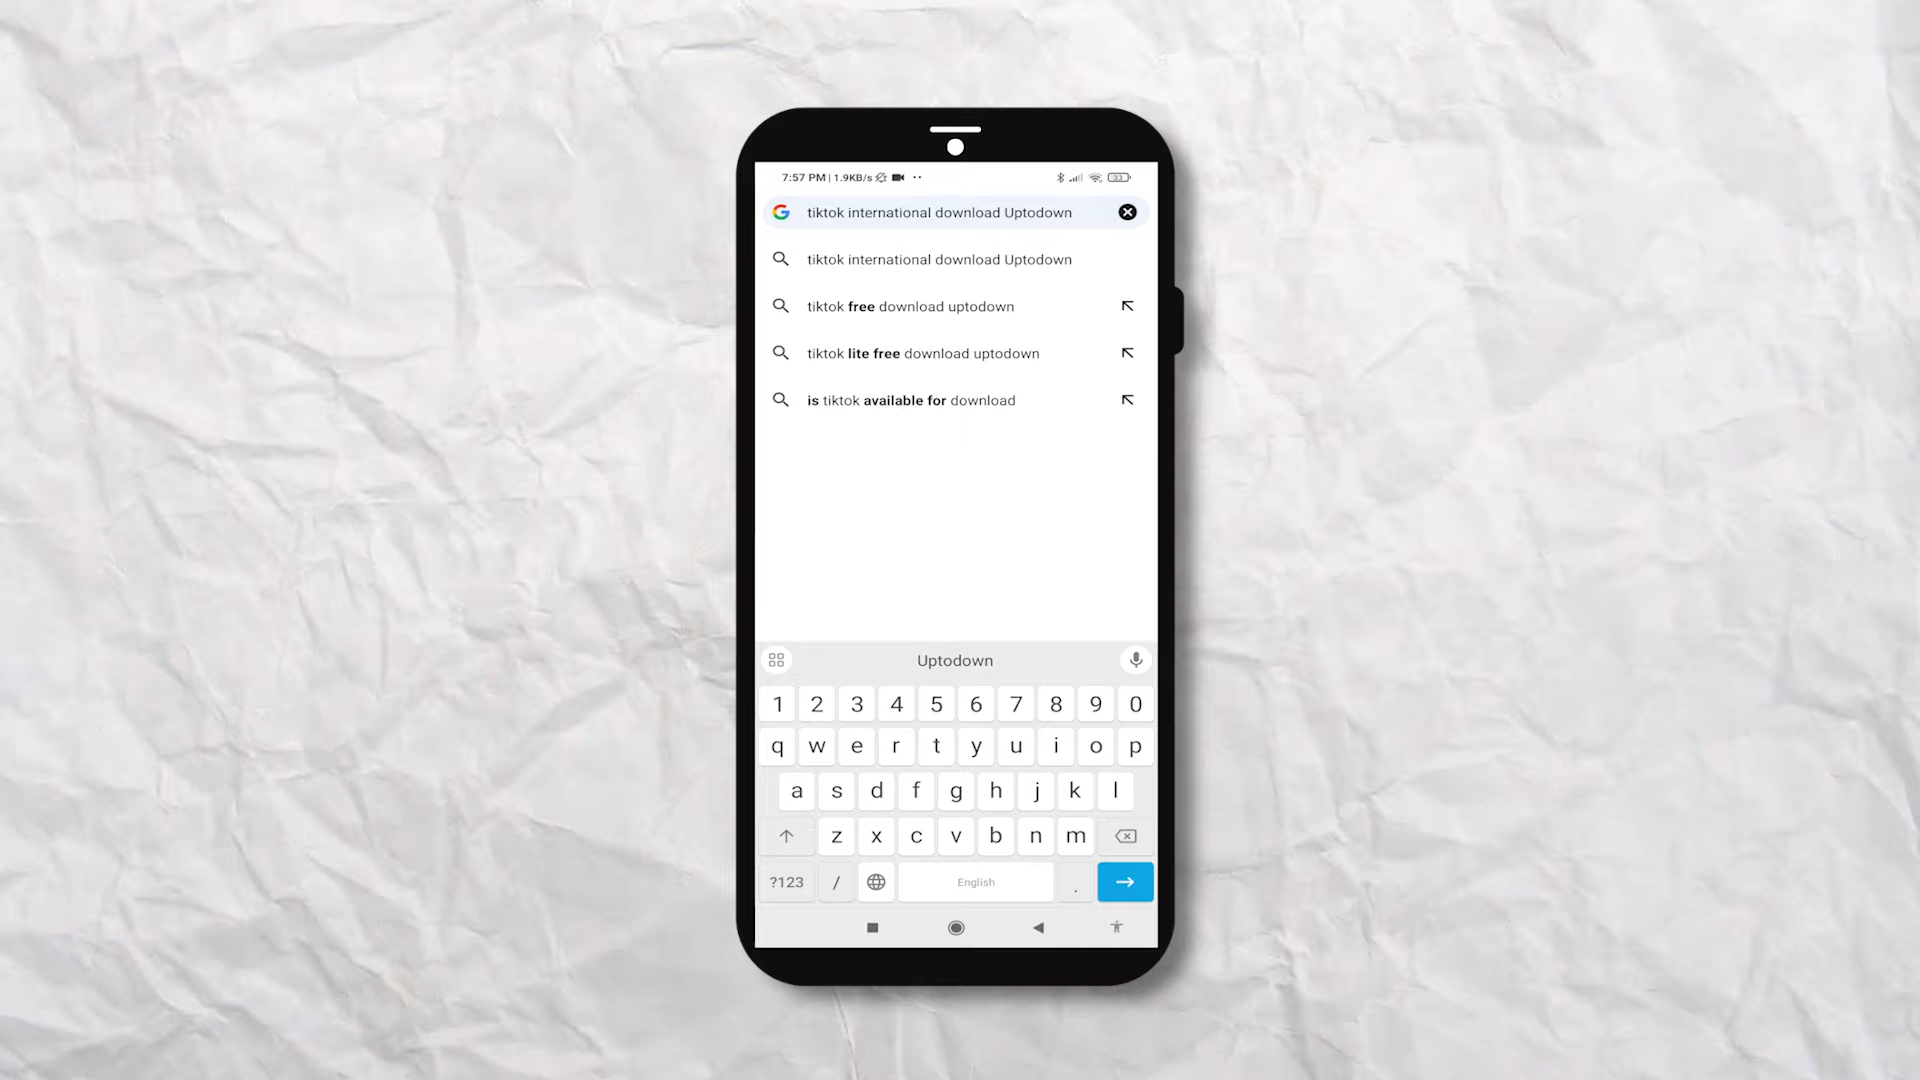 7:57 PM | 1.9KB/s
33
tiktok international download Uptodown
tiktok international download Uptodown
tiktok free download uptodown
tiktok lite free download uptodown
is tiktok available for download
Uptodown
1 2 3 4 5 6 7 8 9 0
q w e r t y u i o p
a s d f g h j k l
z x c v b n m
?123 / English .